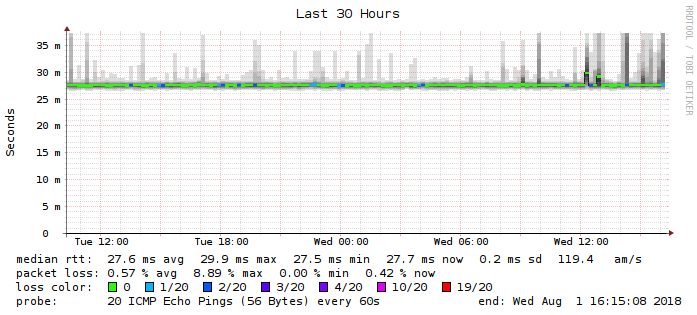 Last 30 Hours
RRDTOOL / TOBI OETIKER
Seconds
35 m
30 m
25 m
20 m
15 m
10 m
5 m
0
Tue 12:00 Tue 18:00 Wed 00:00 Wed 06:00 Wed 12:00
median rtt: 27.6 ms avg 29.9 ms max 27.5 ms min 27.7 ms now 0.2 ms sd 119.4 am/s
packet loss: 0.57 % avg 8.89 % max 0.00 % min 0.42 % now
loss color: 0 1/20 2/20 3/20 4/20 10/20 19/20
probe: 20 ICMP Echo Pings (56 Bytes) every 60s end: Wed Aug 1 16:15:08 2018